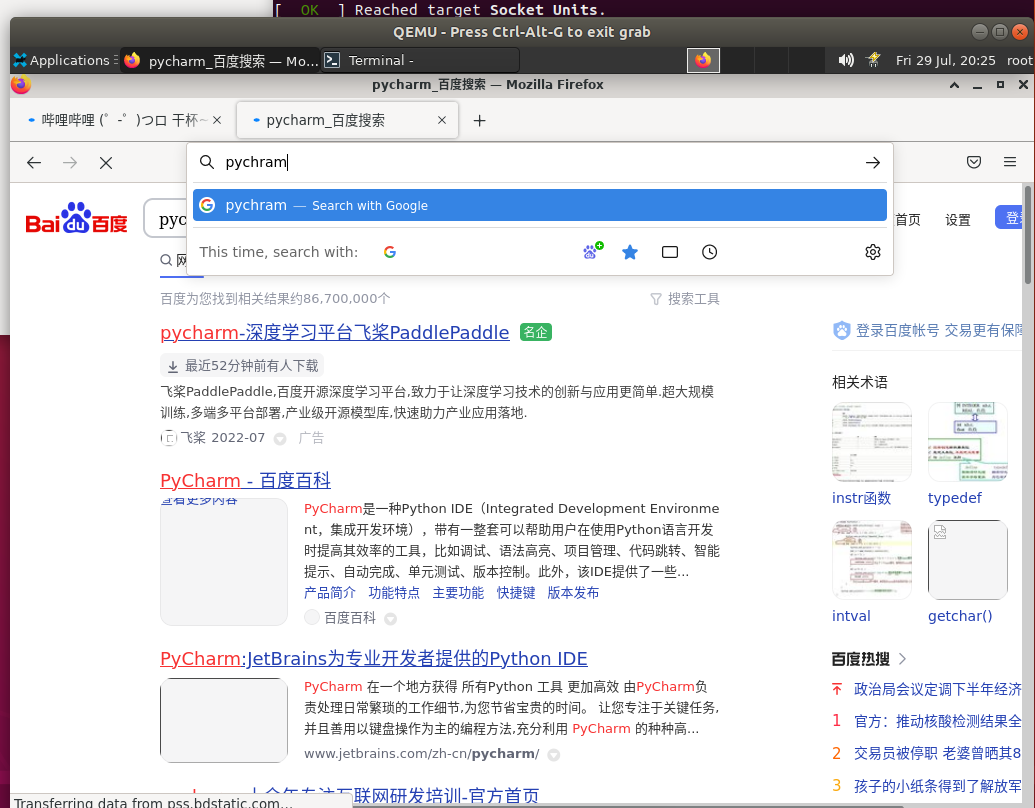 [ OK ] Reached target Socket Units.
QEMU - Press Ctrl-Alt-G to exit grab
Applications pycharm_百度搜索 — Mo... Terminal - Fri 29 Jul, 20:25 root
pycharm_百度搜索 — Mozilla Firefox
哔哩哔哩 (゜-゜)つロ 干杯~ pycharm_百度搜索
pychram
pychram — Search with Google
This time, search with:
Bai du 百度 pyc 首页 设置 登
网
百度为您找到相关结果约86,700,000个 搜索工具
pycharm-深度学习平台飞桨PaddlePaddle 名企
最近52分钟前有人下载
飞桨PaddlePaddle,百度开源深度学习平台,致力于让深度学习技术的创新与应用更简单.超大规模
训练,多端多平台部署,产业级开源模型库,快速助力产业应用落地.
飞桨 2022-07 广告
PyCharm - 百度百科
查看更多内容
PyCharm是一种Python IDE（Integrated Development Environme
nt，集成开发环境），带有一整套可以帮助用户在使用Python语言开发
时提高其效率的工具，比如调试、语法高亮、项目管理、代码跳转、智能
提示、自动完成、单元测试、版本控制。此外，该IDE提供了一些...
产品简介 功能特点 主要功能 快捷键 版本发布
百度百科
PyCharm:JetBrains为专业开发者提供的Python IDE
PyCharm 在一个地方获得 所有Python 工具 更加高效 由PyCharm负
责处理日常繁琐的工作细节,为您节省宝贵的时间。 让您专注于关键任务,
并且善用以键盘操作为主的编程方法,充分利用 PyCharm 的种种高...
www.jetbrains.com/zh-cn/pycharm/
登录百度帐号 交易更有保障
相关术语
instr函数 typedef
intval getchar()
百度热搜
政治局会议定调下半年经济
1 官方：推动核酸检测结果全
2 交易员被停职 老婆曾晒其8
3 孩子的小纸条得到了解放军
Transferring data from pss.bdstatic.com...